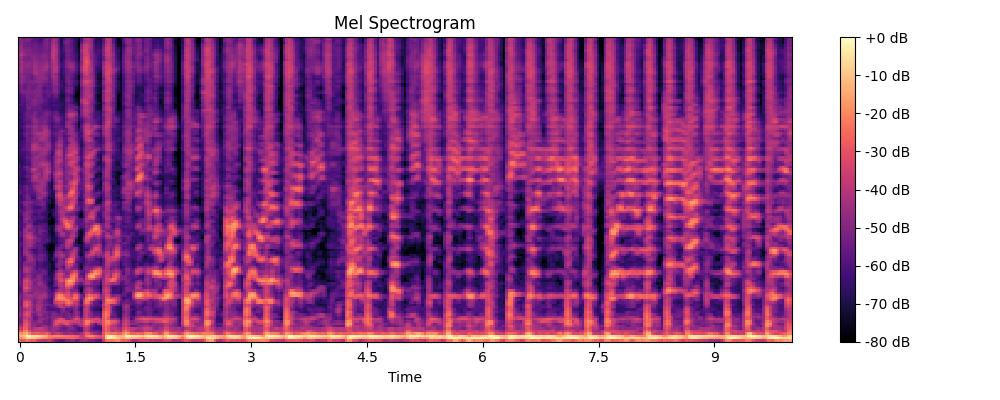 Mel Spectrogram
+0 dB
-10 dB
-20 dB
-30 dB
-40 dB
-50 dB
-60 dB
-70 dB
-80 dB
0 1.5 3 4.5 6 7.5 9
Time